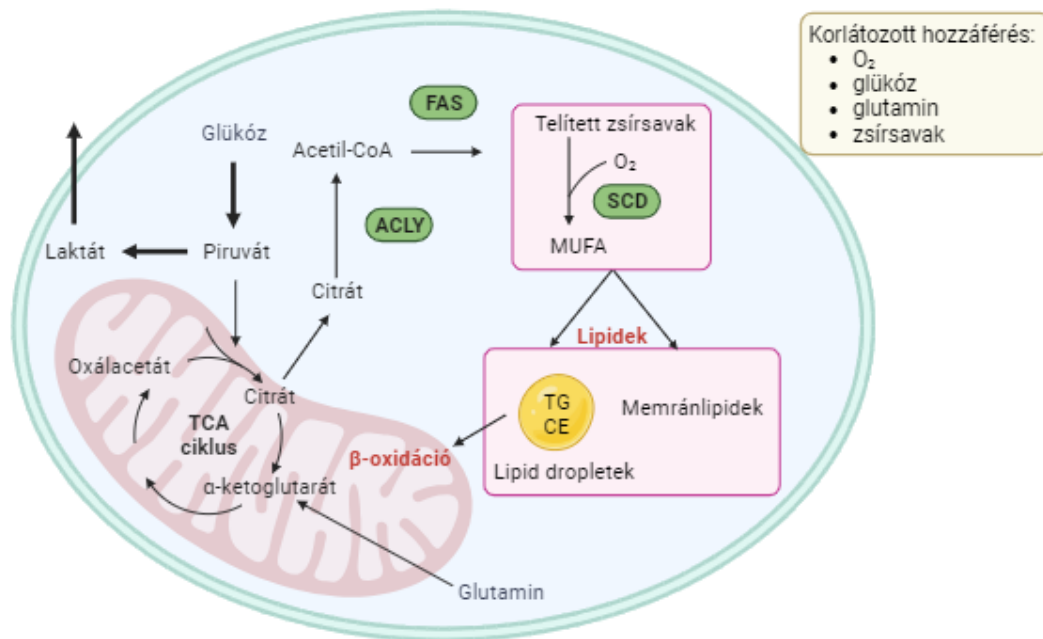 Korlátozott hozzáférés:
• O₂
• glükóz
• glutamin
• zsírsavak
FAS
Glükóz
Acetil-CoA
Telített zsírsavak
O₂
SCD
ACLY
MUFA
Laktát
Piruvát
Citrát
Lipidek
Oxálacetát
Citrát
TCA
ciklus
TG
CE
Memránlipidek
β-oxidáció
Lipid dropletek
α-ketoglutarát
Glutamin